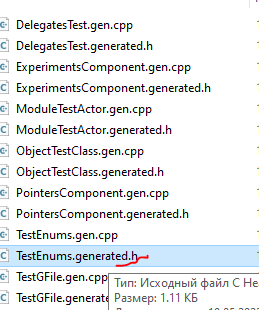 DelegatesTest.gen.cpp
DelegatesTest.generated.h
ExperimentsComponent.gen.cpp
ExperimentsComponent.generated.h
ModuleTestActor.gen.cpp
ModuleTestActor.generated.h
ObjectTestClass.gen.cpp
ObjectTestClass.generated.h
PointersComponent.gen.cpp
PointersComponent.generated.h
TestEnums.gen.cpp
TestEnums.generated.h
TestGFile.gen.cpp
Тип: Исходный файл C He
TestGFile.generate
Размер: 1.11 КБ